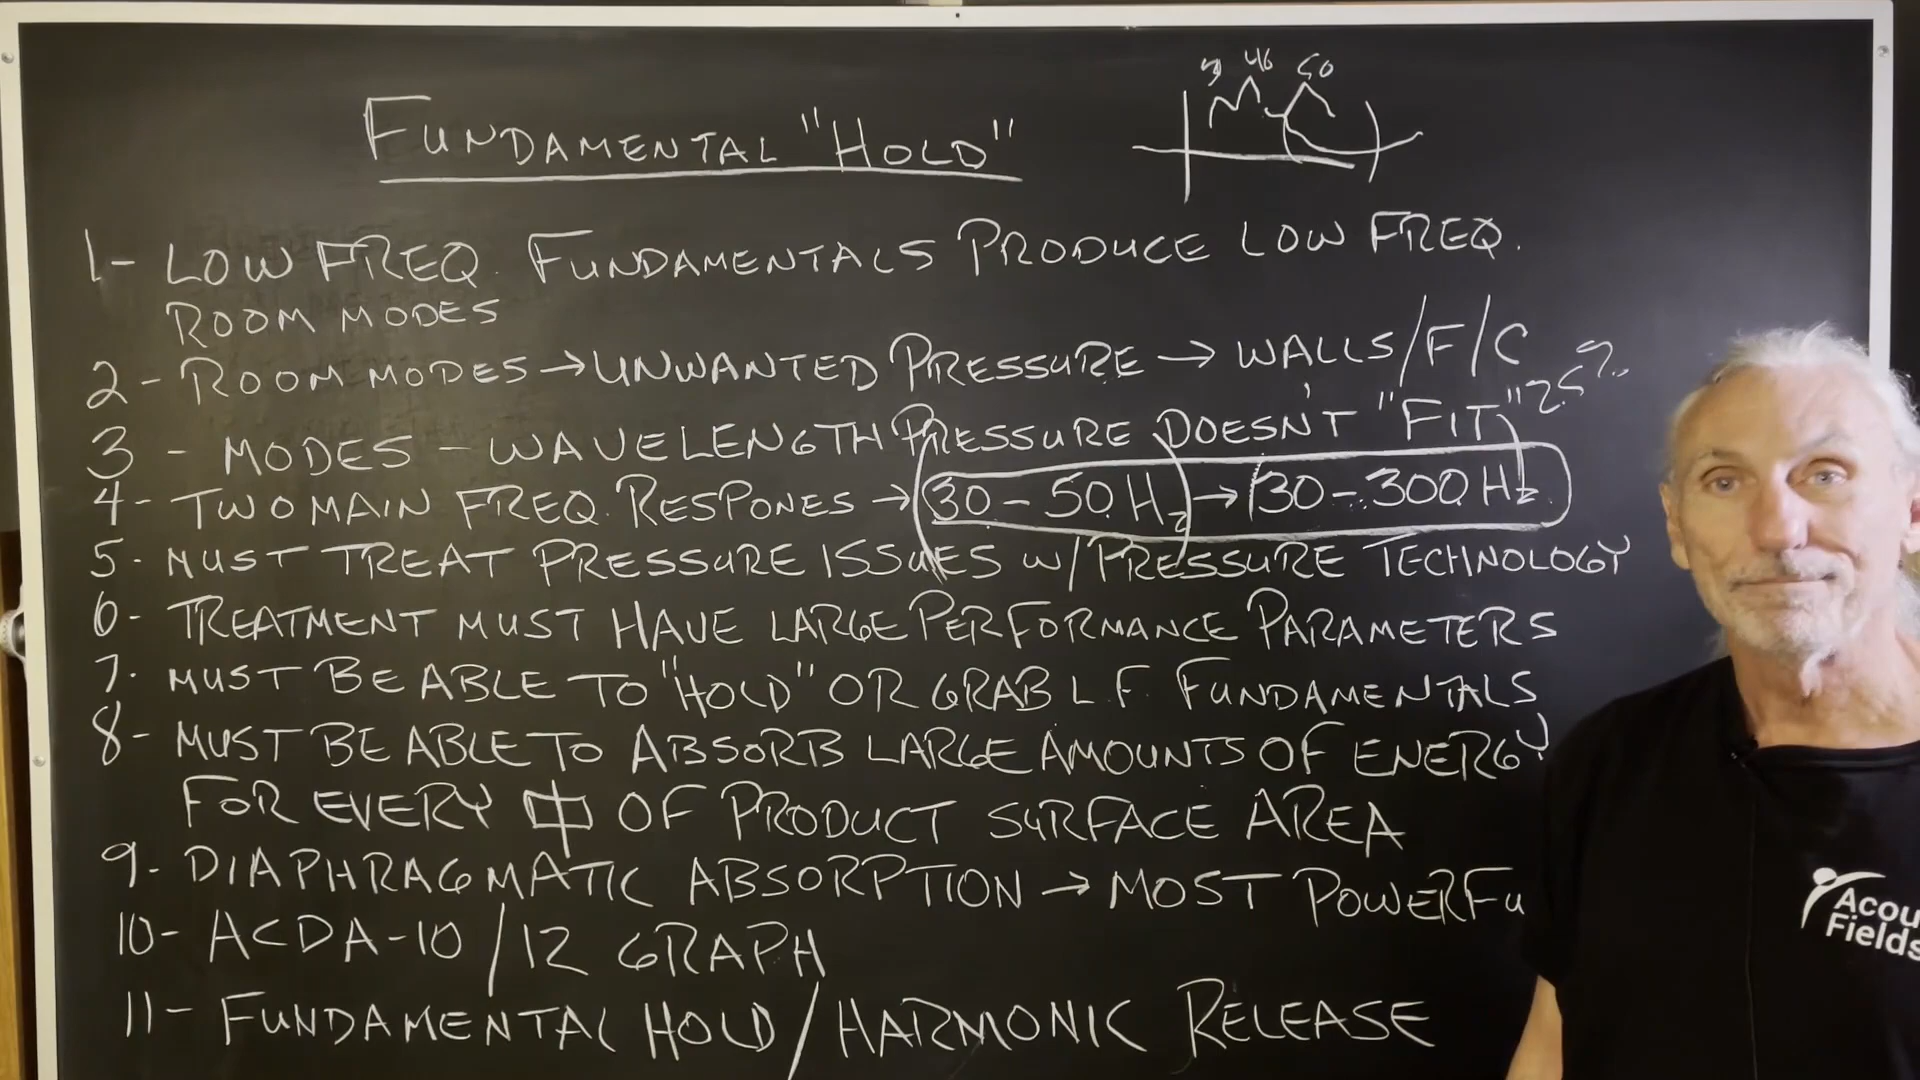 46 50
FUNDAMENTAL "HOLD"
1- LOW FREQ. FUNDAMENTALS PRODUCE LOW FREQ.
ROOM MODES
2- ROOM MODES → UNWANTED PRESSURE → WALLS/F/C
3 - MODES - WAVELENGTH PRESSURE DOESN'T "FIT" 25%
4- TWO MAIN FREQ. RESPONES → 30-50 Hz → 30-300 Hz
5- MUST TREAT PRESSURE ISSUES W/PRESSURE TECHNOLOGY
6- TREATMENT MUST HAVE LARGE PERFORMANCE PARAMETERS
7- MUST BE ABLE TO "HOLD" OR GRAB L.F. FUNDAMENTALS
8- MUST BE ABLE TO ABSORB LARGE AMOUNTS OF ENERGY
FOR EVERY OF PRODUCT SURFACE AREA
9- DIAPHRAGMATIC ABSORPTION → MOST POWERFU
10- ACDA-10/12 GRAPH
11- FUNDAMENTAL HOLD/HARMONIC RELEASE
Acou
Fields